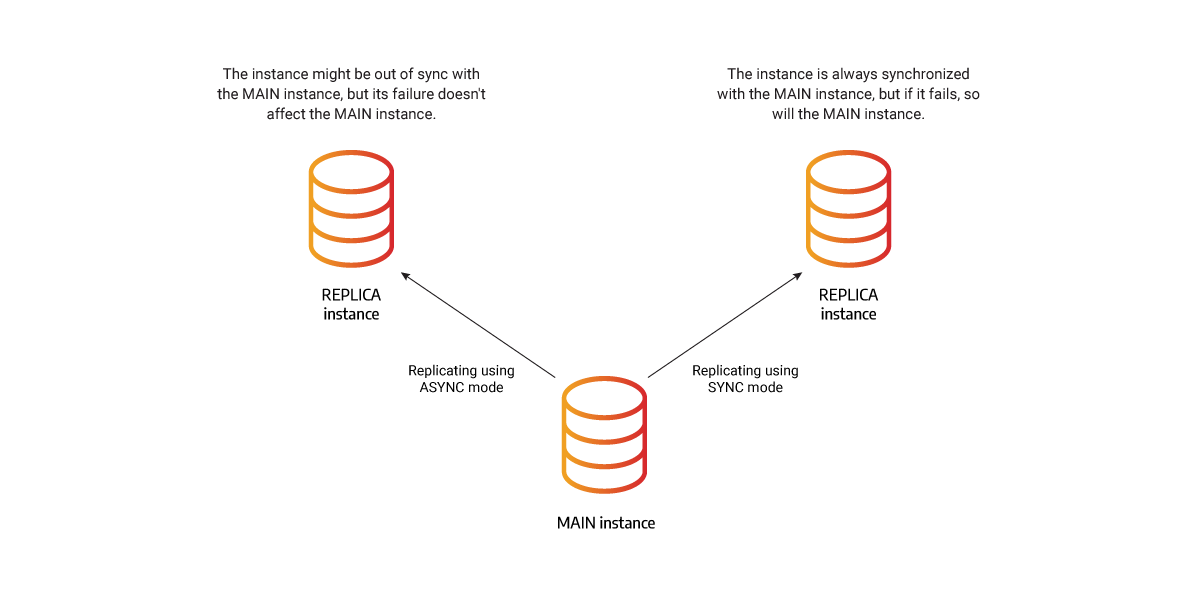 The instance might be out of sync with
the MAIN instance, but its failure doesn't
affect the MAIN instance.
The instance is always synchronized
with the MAIN instance, but if it fails, so
will the MAIN instance.
REPLICA
instance
REPLICA
instance
Replicating using
ASYNC mode
Replicating using
SYNC mode
MAIN instance